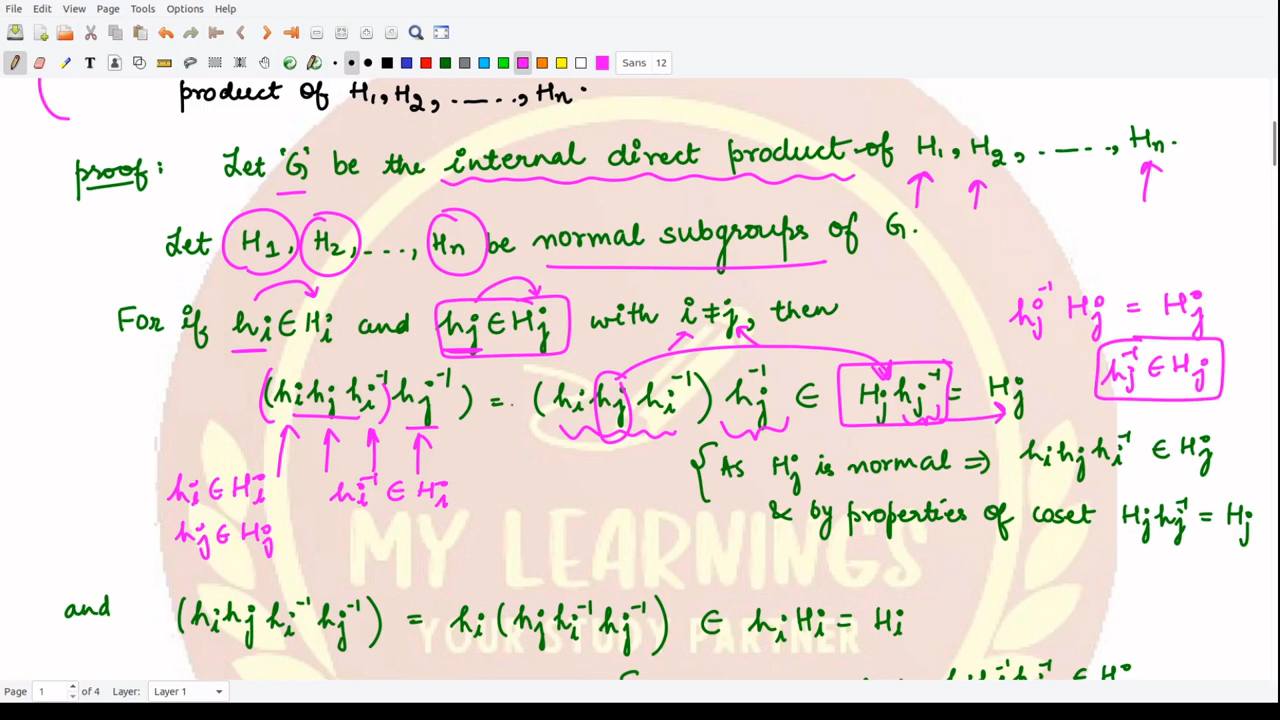 File Edit View Page Tools Options Help
T Sans 12
product of H₁, H₂, ......, Hn.
proof: Let 'G' be the internal direct product of H₁, H₂, ......, Hn.
Let H₁, H₂, ..., Hn be normal subgroups of G.
For if hi ∈ Hi and hj ∈ Hj with i ≠ j, then
hj⁻¹ Hj = Hj
hj⁻¹ ∈ Hj
(hi hj hi⁻¹ hj⁻¹) = (hi hj hi⁻¹) hj⁻¹ ∈ Hj hj⁻¹ = Hj
{As Hj is normal ⇒ hi hj hi⁻¹ ∈ Hj
hi ∈ Hi hi⁻¹ ∈ Hi
hj ∈ Hj
& by properties of coset Hj hj⁻¹ = Hj
MY LEARNINGS
and (hi hj hi⁻¹ hj⁻¹) = hi (hj hi⁻¹ hj⁻¹) ∈ hi Hi = Hi
YOUR STUDY PARTNER
Page 1 of 4 Layer: Layer 1